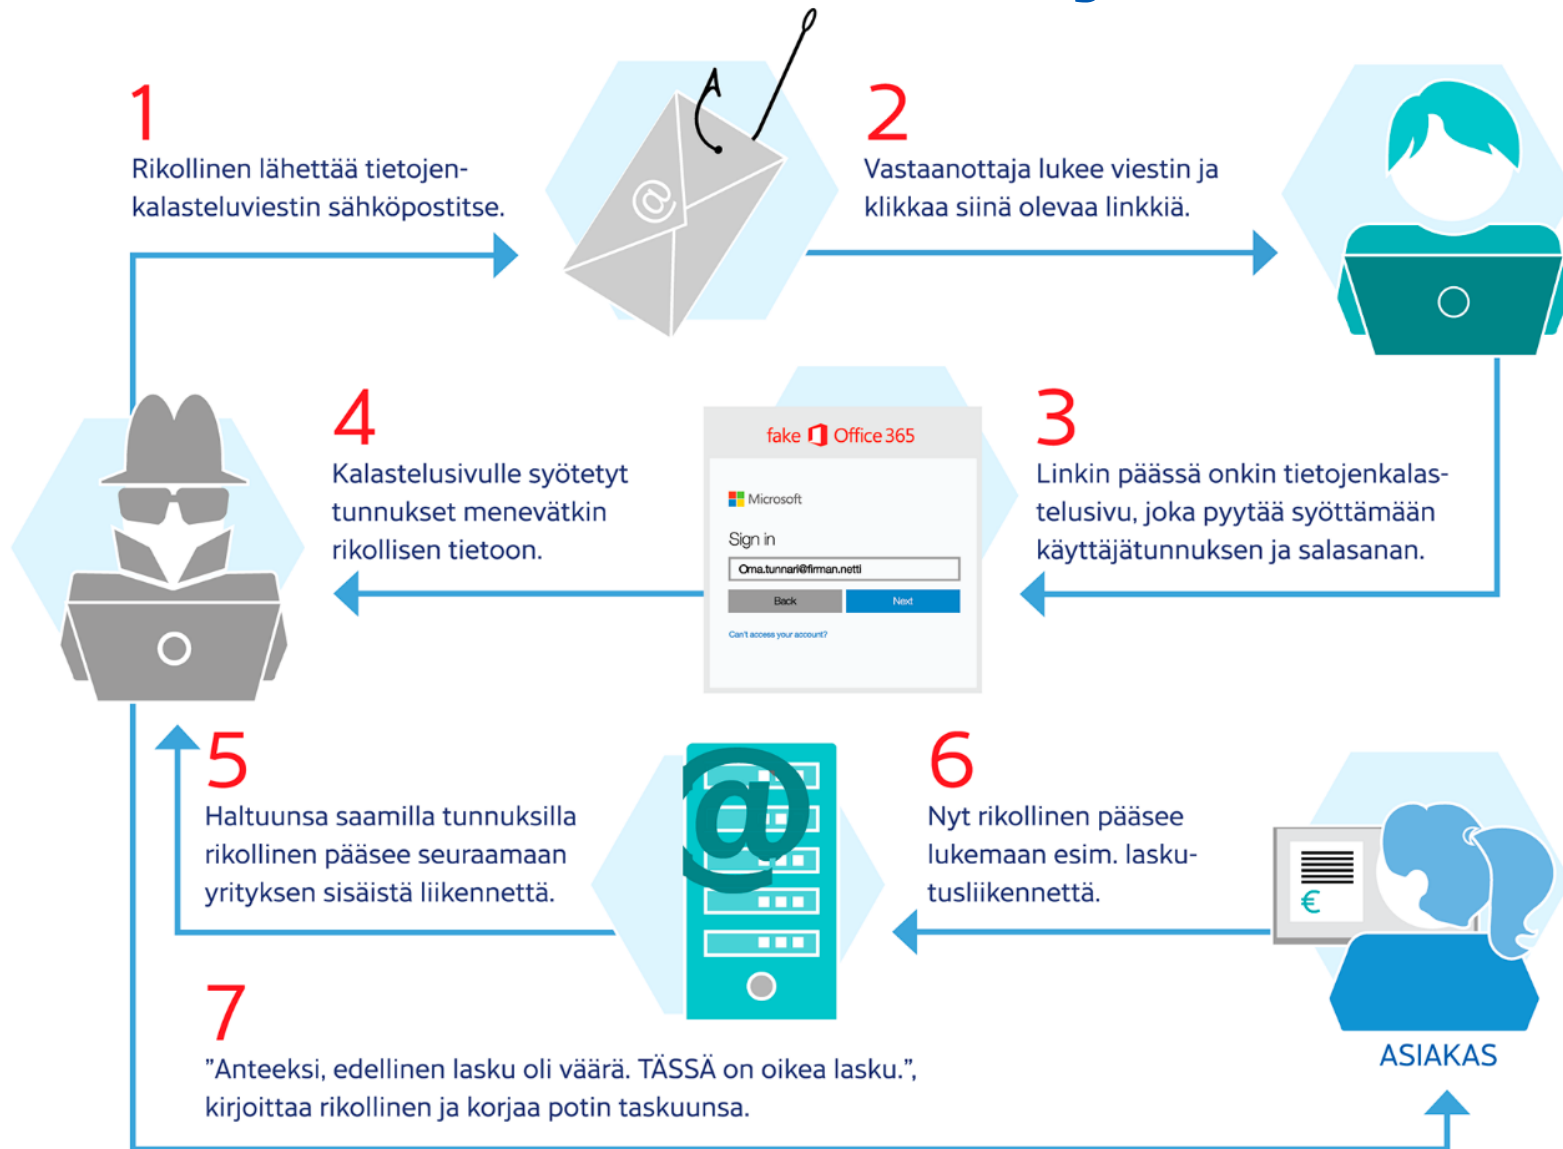 1
Rikollinen lähettää tietojen-
kalasteluviestin sähköpostitse.
@
2
Vastaanottaja lukee viestin ja
klikkaa siinä olevaa linkkiä.
3
Linkin päässä onkin tietojenkalas-
telusivu, joka pyytää syöttämään
käyttäjätunnuksen ja salasanan.
fake Office 365
Microsoft
Sign in
Oma.tunnari@firman.netti
Back Next
Can't access your account?
4
Kalastelusivulle syötetyt
tunnukset menevätkin
rikollisen tietoon.
5
Haltuunsa saamilla tunnuksilla
rikollinen pääsee seuraamaan
yrityksen sisäistä liikennettä.
@
6
Nyt rikollinen pääsee
lukemaan esim. lasku-
tusliikennettä.
€
ASIAKAS
7
”Anteeksi, edellinen lasku oli väärä. TÄSSÄ on oikea lasku.”,
kirjoittaa rikollinen ja korjaa potin taskuunsa.